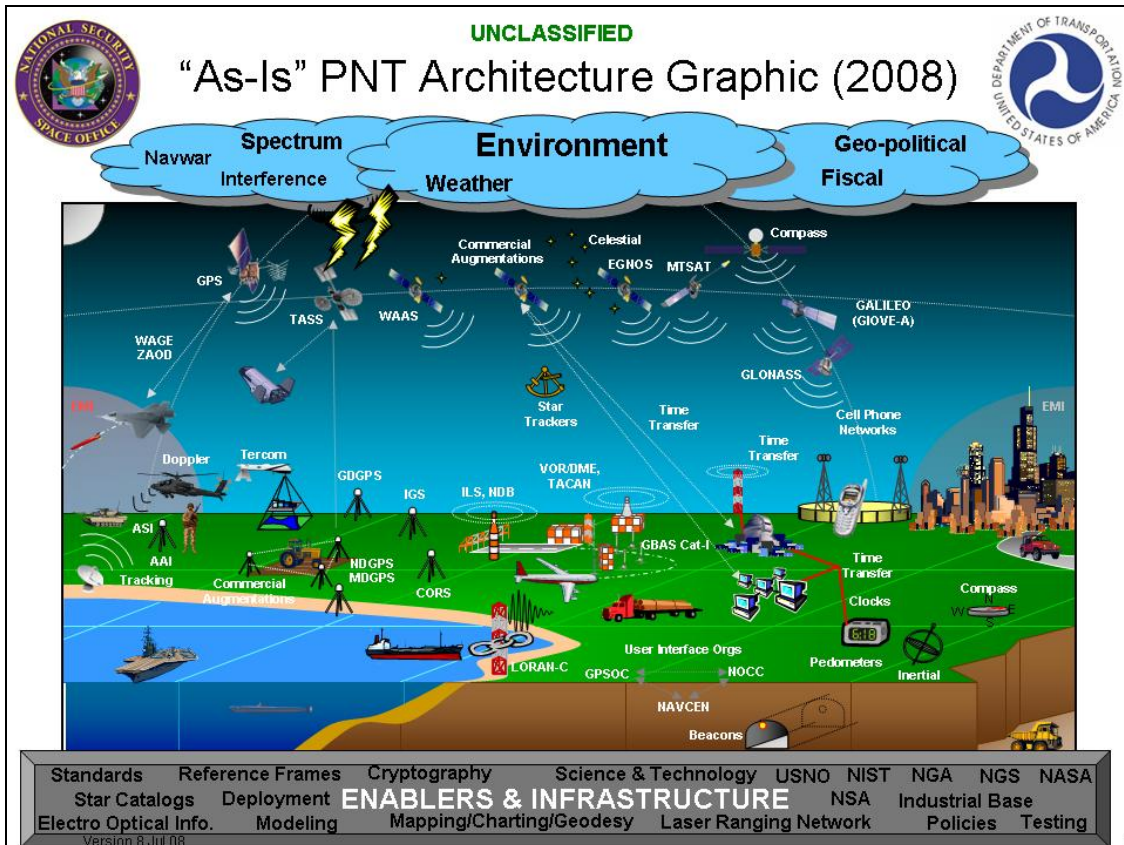 UNCLASSIFIED
“As-Is” PNT Architecture Graphic (2008)
NATIONAL SECURITY
SPACE OFFICE
DEPARTMENT OF TRANSPORTATION
UNITED STATES OF AMERICA
Navwar
Spectrum
Interference
Environment
Weather
Geo-political
Fiscal
GPS
TASS
WAAS
Commercial
Augmentations
Celestial
EGNOS
MTSAT
Compass
GALILEO
(GIOVE-A)
GLONASS
WAGE
ZAOD
EMI
Star
Trackers
Time
Transfer
Time
Transfer
Cell Phone
Networks
EMI
Doppler
Tercom
GDGPS
IGS
ILS, NDB
VOR/DME,
TACAN
GBAS Cat-I
ASI
AAI
Tracking
Commercial
Augmentations
NDGPS
MDGPS
CORS
Time
Transfer
Clocks
6:18
Compass
N
W E
S
LORAN-C
User Interface Orgs
GPSOC
NOCC
NAVCEN
Pedometers
Inertial
Beacons
Standards Reference Frames Cryptography Science & Technology USNO NIST NGA NGS NASA
Star Catalogs Deployment ENABLERS & INFRASTRUCTURE NSA Industrial Base
Electro Optical Info. Modeling Mapping/Charting/Geodesy Laser Ranging Network Policies Testing
Version 8 Jul 08